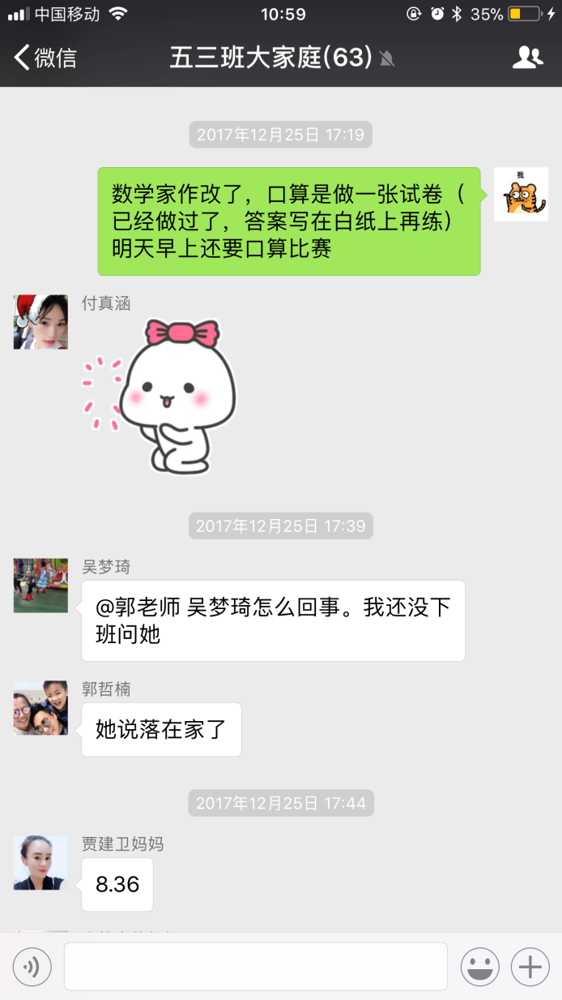 中国移动 10:59 35%
微信 五三班大家庭(63)
2017年12月25日 17:19
我
数学家作改了，口算是做一张试卷（
已经做过了，答案写在白纸上再练）
明天早上还要口算比赛
付真涵
2017年12月25日 17:39
吴梦琦
@郭老师 吴梦琦怎么回事。我还没下
班问她
郭哲楠
她说落在家了
2017年12月25日 17:44
贾建卫妈妈
8.36